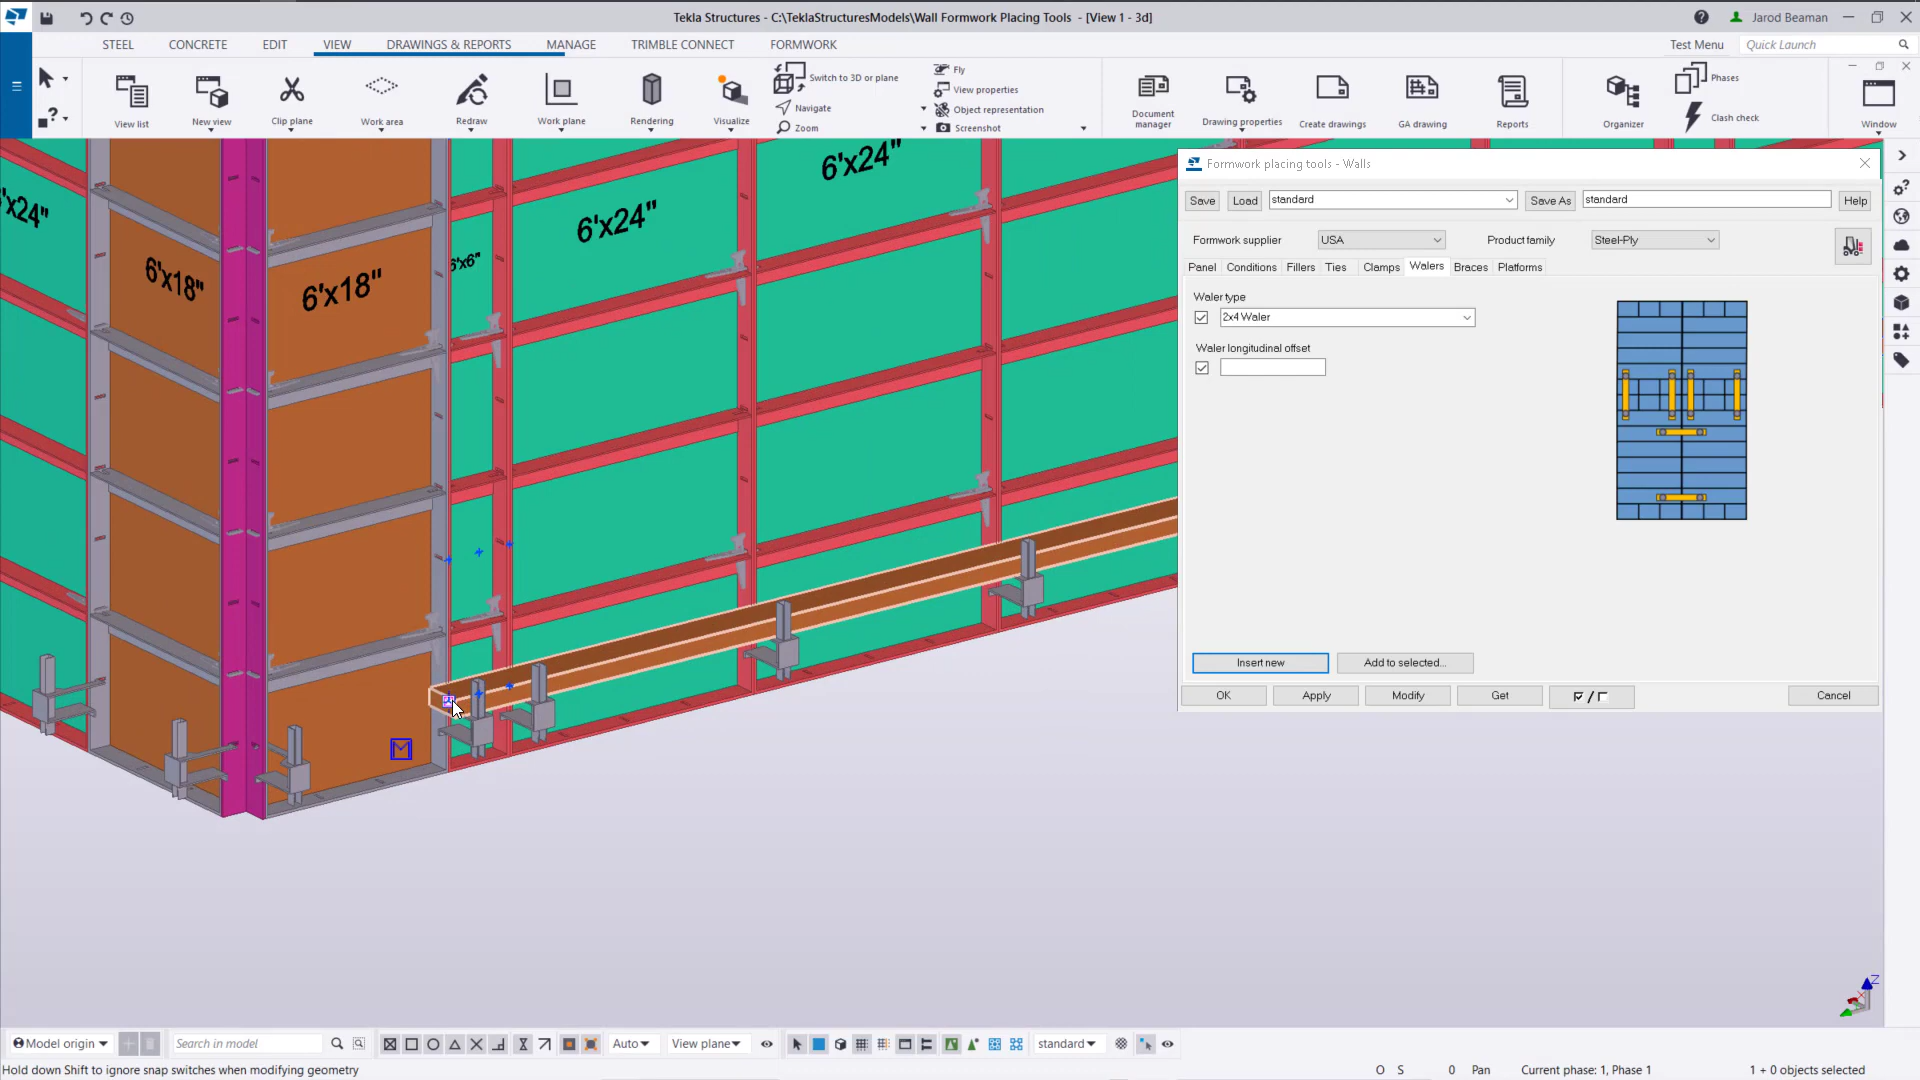 Tekla Structures - C:\TeklaStructuresModels\Wall Formwork Placing Tools - [View 1 - 3d]
Jarod Beaman
STEEL CONCRETE EDIT VIEW DRAWINGS & REPORTS MANAGE TRIMBLE CONNECT FORMWORK
Test Menu Quick Launch
View list
New view
Clip plane
Work area
Redraw
Work plane
Rendering
Visualize
Switch to 3D or plane
Navigate
Zoom
Fly
View properties
Object representation
Screenshot
Document manager
Drawing properties
Create drawings
GA drawing
Reports
Organizer
Phases
Clash check
Window
'x24"
6'x18"
6'x18"
6'x6"
6'x24"
6'x24"
Formwork placing tools - Walls
Save Load standard Save As standard Help
Formwork supplier USA Product family Steel-Ply
Panel Conditions Fillers Ties Clamps Walers Braces Platforms
Waler type
2x4 Waler
Waler longitudinal offset
Insert new Add to selected...
OK Apply Modify Get / Cancel
Z
Model origin Search in model Auto View plane standard
Hold down Shift to ignore snap switches when modifying geometry
O S 0 Pan Current phase: 1, Phase 1 1 + 0 objects selected